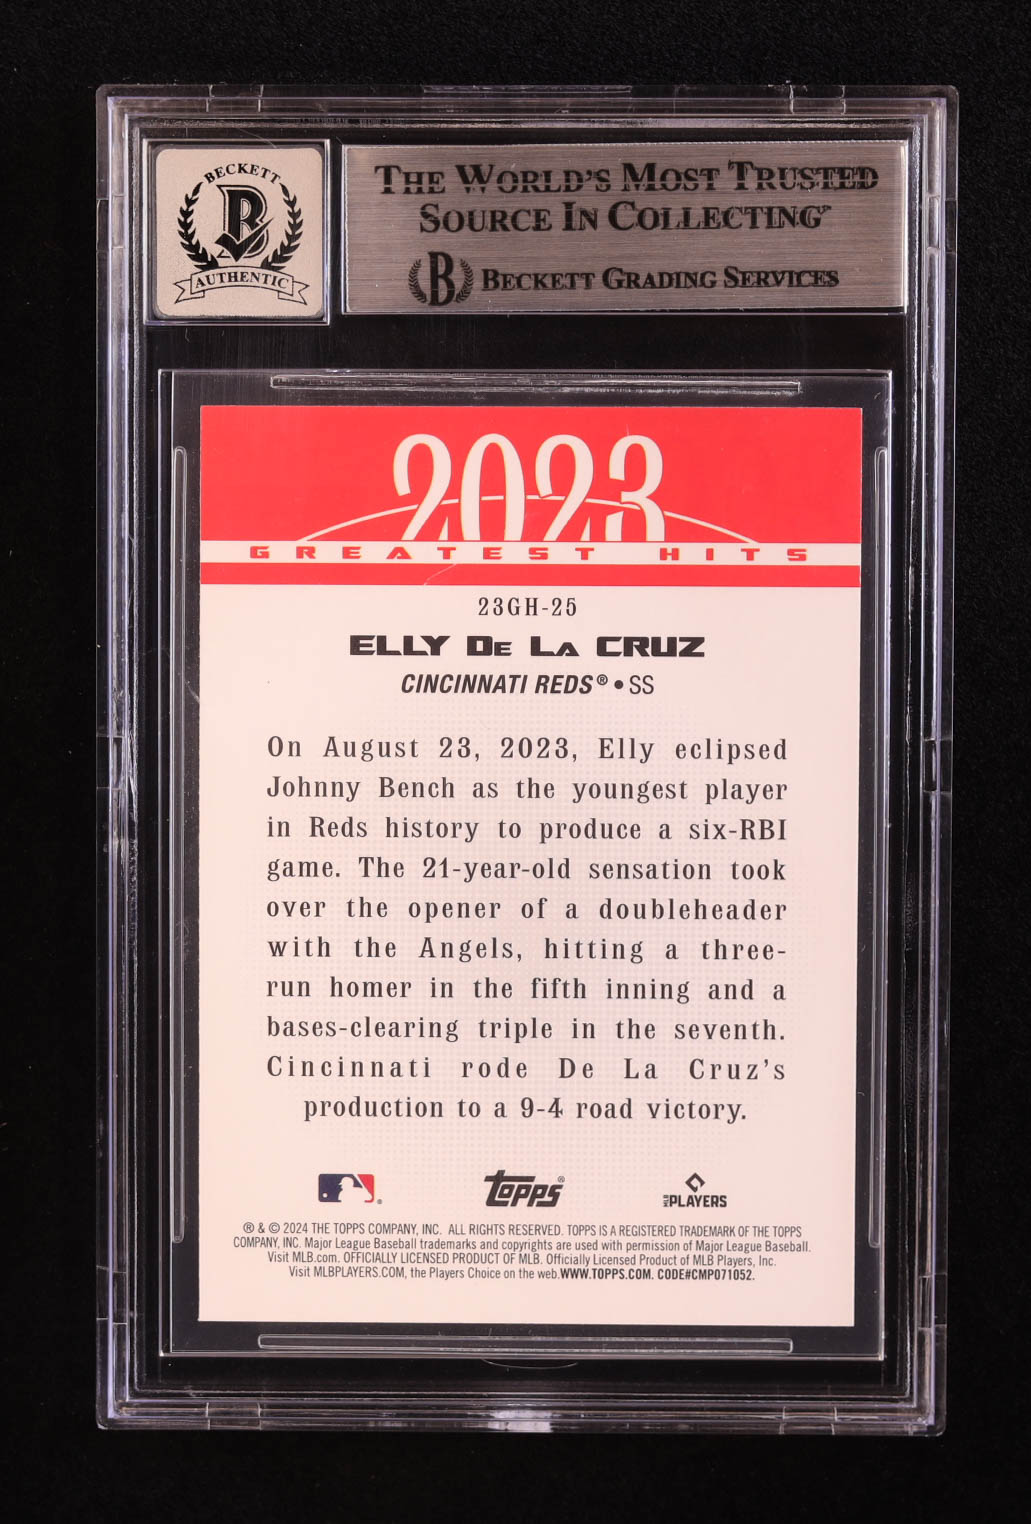 BECKETT
B
AUTHENTIC
THE WORLD'S MOST TRUSTED
SOURCE IN COLLECTING™
B BECKETT GRADING SERVICES
2023
GREATEST HITS
23GH-25
ELLY DE LA CRUZ
CINCINNATI REDS® • SS
On August 23, 2023, Elly eclipsed
Johnny Bench as the youngest player
in Reds history to produce a six-RBI
game. The 21-year-old sensation took
over the opener of a doubleheader
with the Angels, hitting a three-
run homer in the fifth inning and a
bases-clearing triple in the seventh.
Cincinnati rode De La Cruz's
production to a 9-4 road victory.
® Topps® MLB PLAYERS
® & © 2024 THE TOPPS COMPANY, INC. ALL RIGHTS RESERVED. TOPPS IS A REGISTERED TRADEMARK OF THE TOPPS
COMPANY, INC. Major League Baseball trademarks and copyrights are used with permission of Major League Baseball.
Visit MLB.com. OFFICIALLY LICENSED PRODUCT OF MLB. Officially Licensed Product of MLB Players, Inc.
Visit MLBPLAYERS.COM, the Players Choice on the web.WWW.TOPPS.COM. CODE#CMP071052.